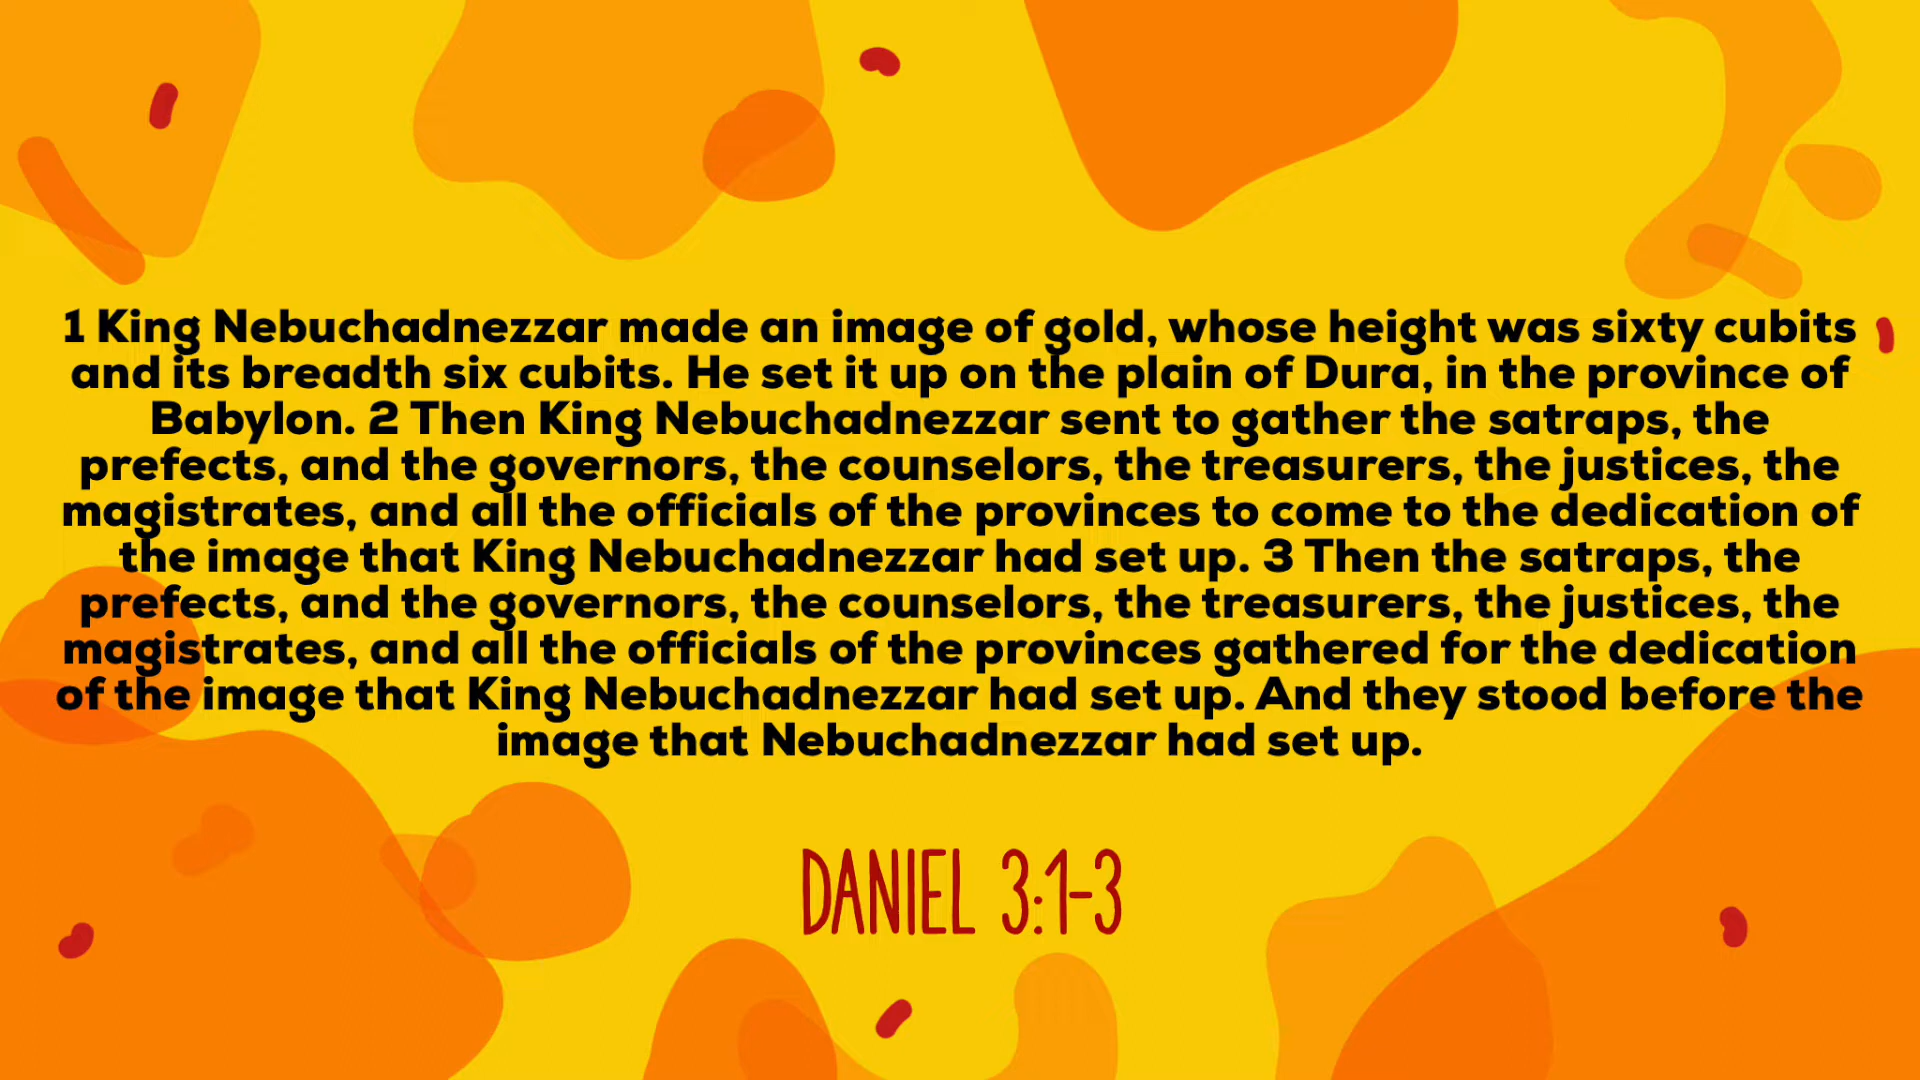 1 King Nebuchadnezzar made an image of gold, whose height was sixty cubits
and its breadth six cubits. He set it up on the plain of Dura, in the province of
Babylon. 2 Then King Nebuchadnezzar sent to gather the satraps, the
prefects, and the governors, the counselors, the treasurers, the justices, the
magistrates, and all the officials of the provinces to come to the dedication of
the image that King Nebuchadnezzar had set up. 3 Then the satraps, the
prefects, and the governors, the counselors, the treasurers, the justices, the
magistrates, and all the officials of the provinces gathered for the dedication
of the image that King Nebuchadnezzar had set up. And they stood before the
image that Nebuchadnezzar had set up.
DANIEL 3:1-3